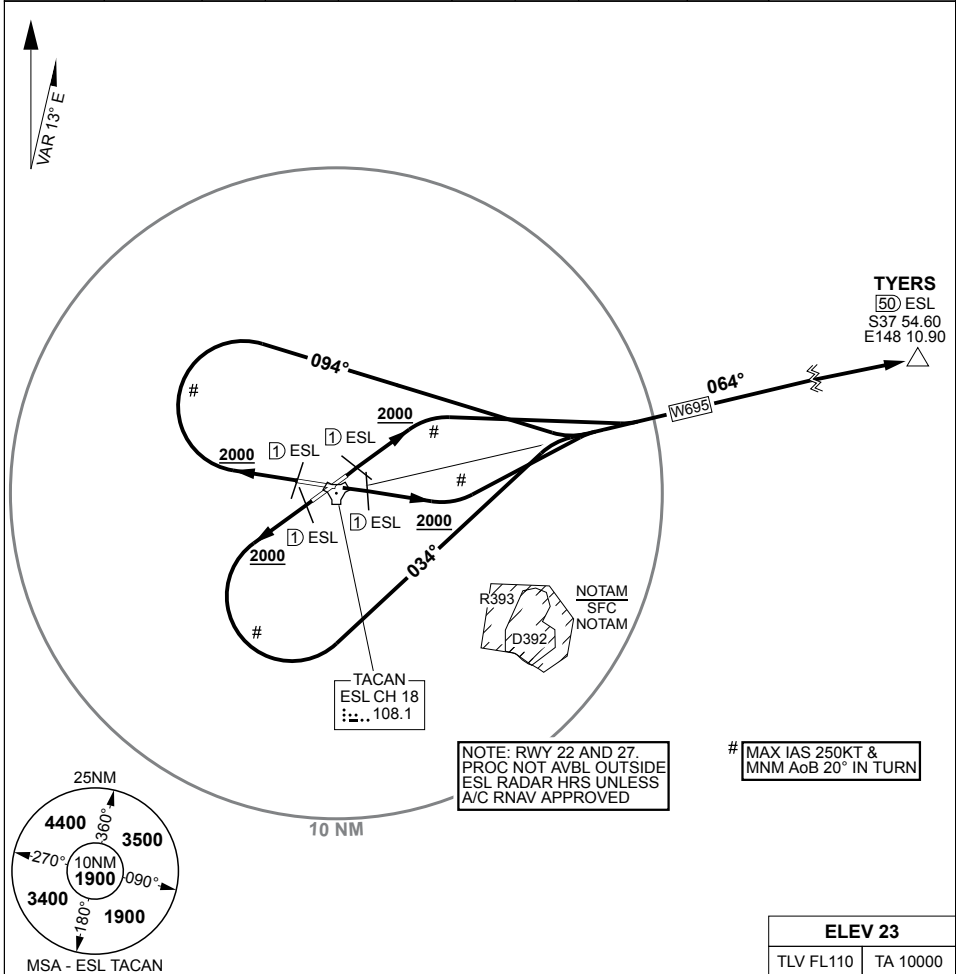 VAR 13° E
TYERS
50 ESL
S37 54.60
E148 10.90
094°
064°
W695
2000
#
#
1 ESL
1 ESL
2000
#
1 ESL
1 ESL
2000
2000
034°
#
R393
D392
NOTAM
SFC
NOTAM
TACAN
ESL CH 18
108.1
NOTE: RWY 22 AND 27.
PROC NOT AVBL OUTSIDE
ESL RADAR HRS UNLESS
A/C RNAV APPROVED
# MAX IAS 250KT &
MNM AoB 20° IN TURN
10 NM
25NM
4400
360°
3500
270°
10NM
1900
090°
3400
180°
1900
MSA - ESL TACAN
ELEV 23
TLV FL110 TA 10000